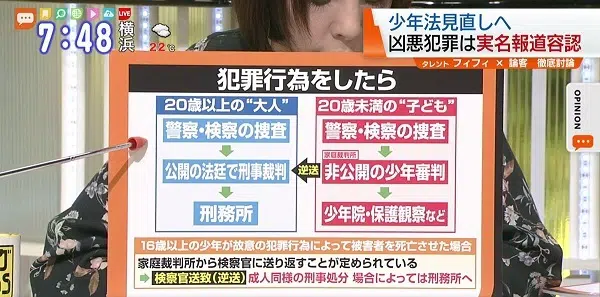 7:48
LIVE
横浜
22℃
少年法見直しへ
凶悪犯罪は実名報道容認
タレント フィフィ × 論客 徹底討論
OPINION
犯罪行為をしたら
20歳以上の“大人”
20歳未満の“子ども”
警察・検察の捜査
警察・検察の捜査
公開の法廷で刑事裁判
逆送
家庭裁判所
非公開の少年審判
刑務所
少年院・保護観察など
16歳以上の少年が故意の犯罪行為によって被害者を死亡させた場合
家庭裁判所から検察官に送り返すことが定められている
検察官送致(逆送) 成人同様の刑事処分 場合によっては刑務所へ